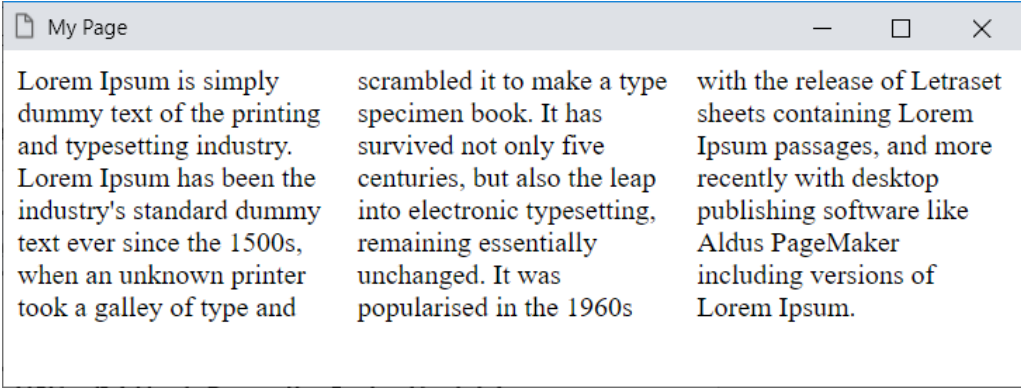 My Page
Lorem Ipsum is simply
dummy text of the printing
and typesetting industry.
Lorem Ipsum has been the
industry's standard dummy
text ever since the 1500s,
when an unknown printer
took a galley of type and
scrambled it to make a type
specimen book. It has
survived not only five
centuries, but also the leap
into electronic typesetting,
remaining essentially
unchanged. It was
popularised in the 1960s
with the release of Letraset
sheets containing Lorem
Ipsum passages, and more
recently with desktop
publishing software like
Aldus PageMaker
including versions of
Lorem Ipsum.